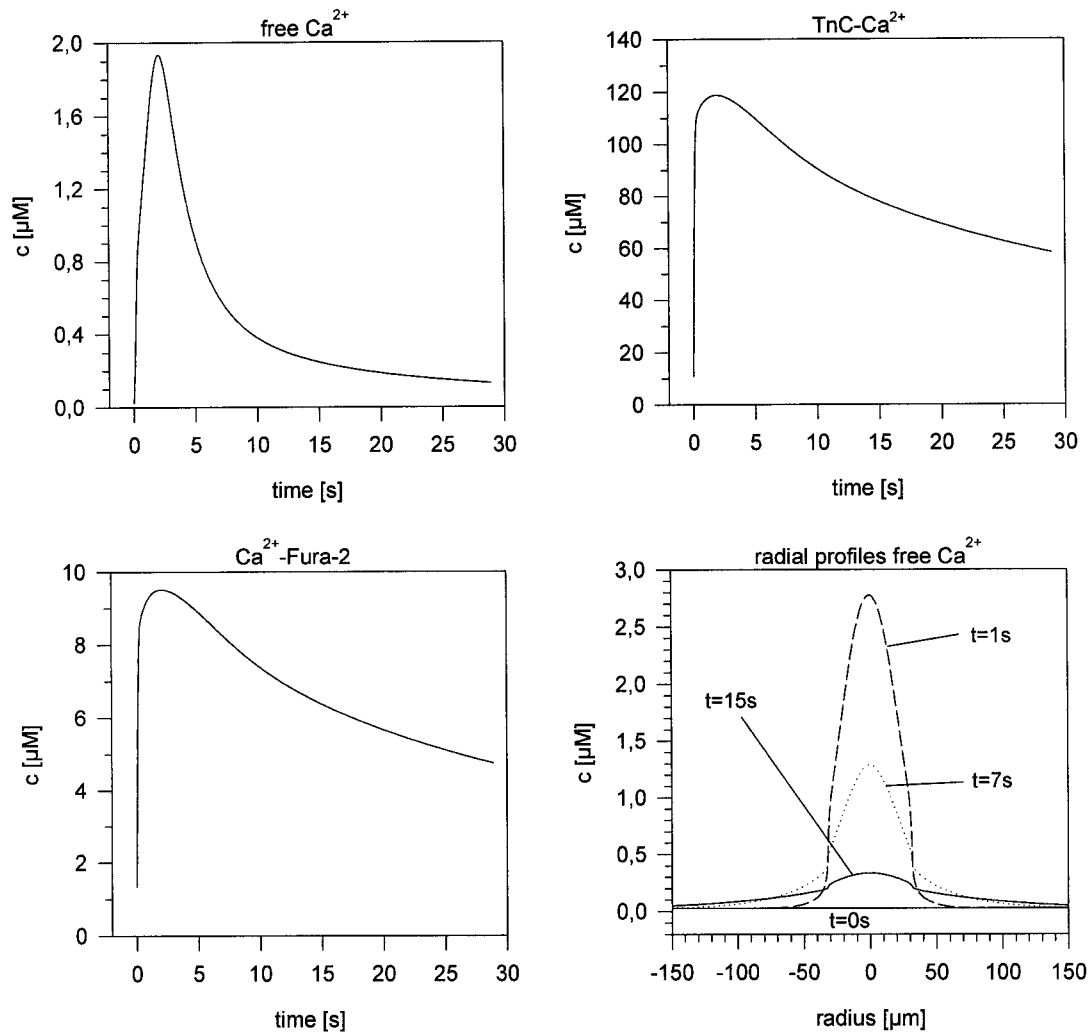 free Ca²⁺
2,0
1,6
1,2
0,8
0,4
0,0
c [µM]
0 5 10 15 20 25 30
time [s]
TnC-Ca²⁺
140
120
100
80
60
40
20
0
c [µM]
0 5 10 15 20 25 30
time [s]
Ca²⁺-Fura-2
10
8
6
4
2
0
c [µM]
0 5 10 15 20 25 30
time [s]
radial profiles free Ca²⁺
3,0
2,5
2,0
1,5
1,0
0,5
0,0
c [µM]
t=1s
t=15s
t=7s
t=0s
-150 -100 -50 0 50 100 150
radius [µm]